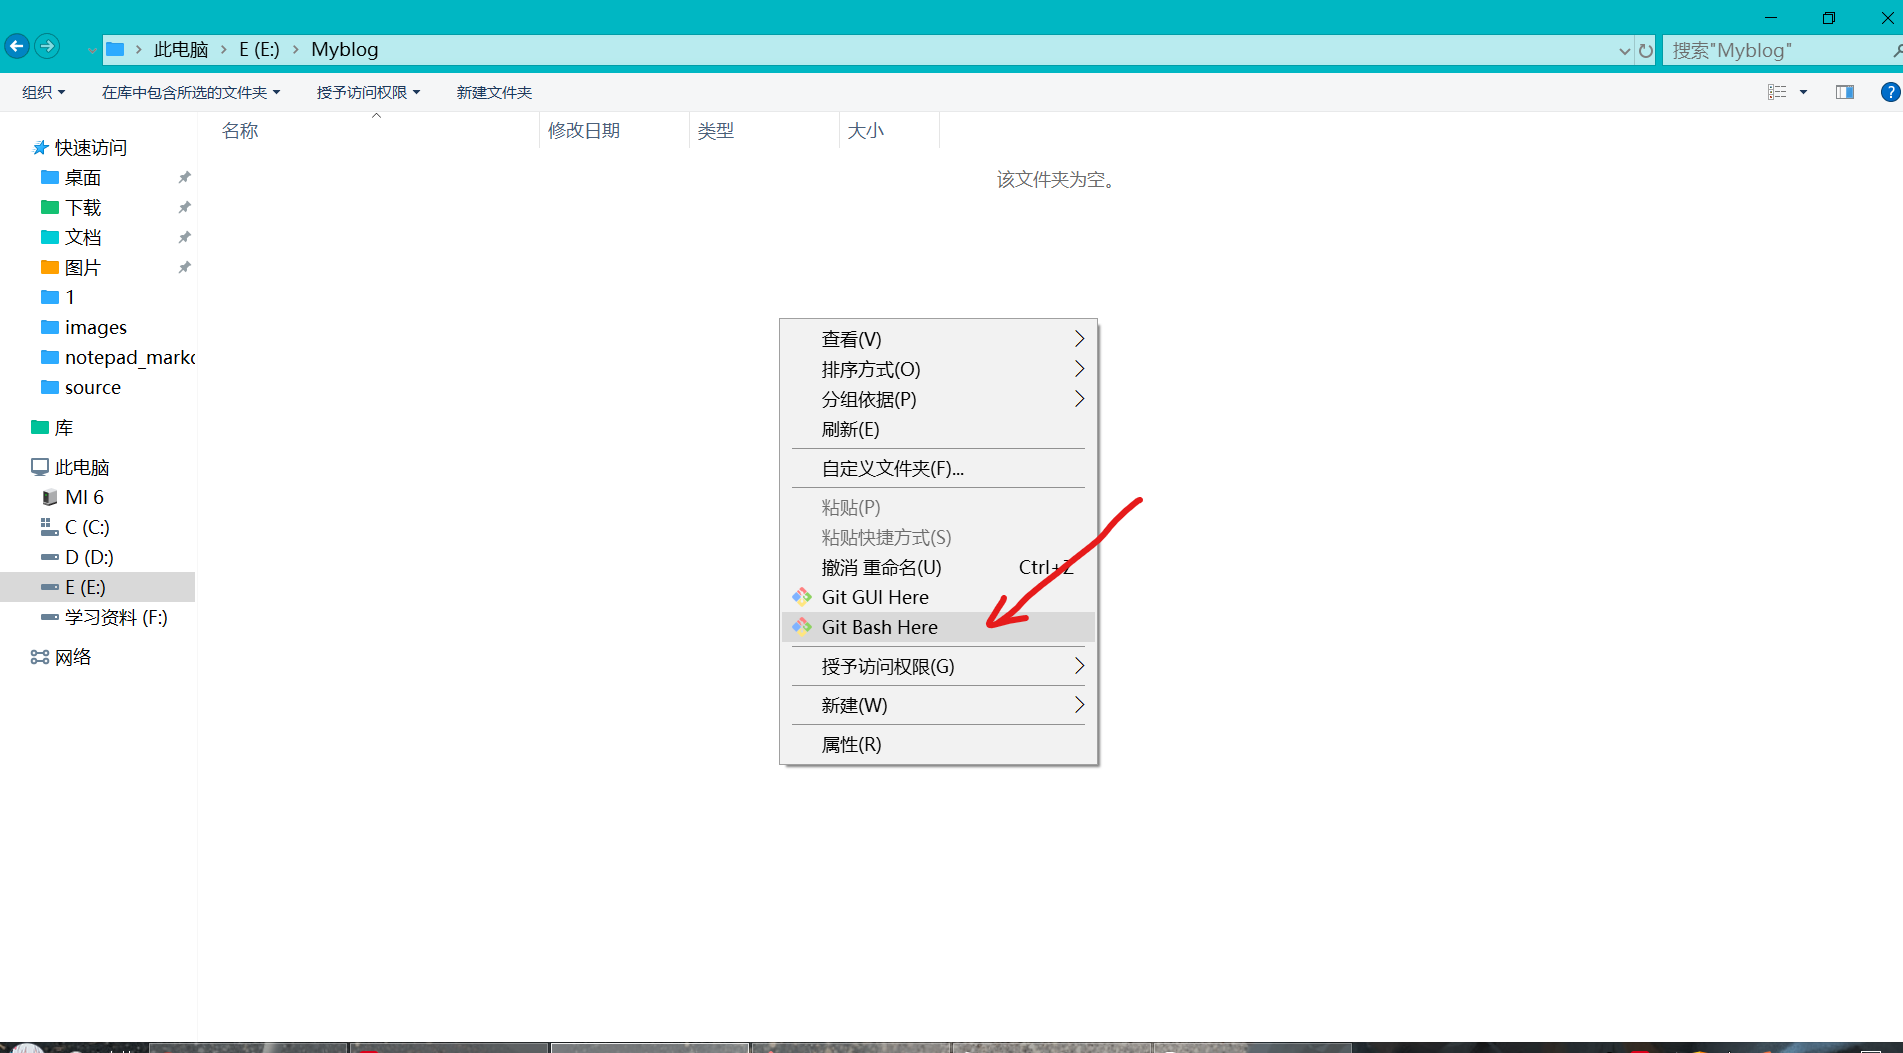 此电脑 E (E:) Myblog 搜索"Myblog"
组织 在库中包含所选的文件夹 授予访问权限 新建文件夹 ?
名称 修改日期 类型 大小
该文件夹为空。
快速访问
桌面
下载
文档
图片
1
images
notepad_markc
source
库
此电脑
MI 6
C (C:)
D (D:)
E (E:)
学习资料 (F:)
网络
查看(V)
排序方式(O)
分组依据(P)
刷新(E)
自定义文件夹(F)...
粘贴(P)
粘贴快捷方式(S)
撤消 重命名(U) Ctrl+Z
Git GUI Here
Git Bash Here
授予访问权限(G)
新建(W)
属性(R)